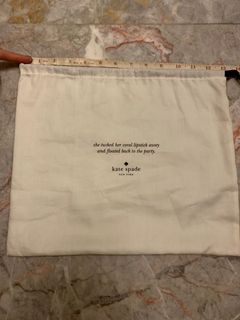 she tucked her coral lipstick away
and floated back to the party.
kate spade
NEW YORK